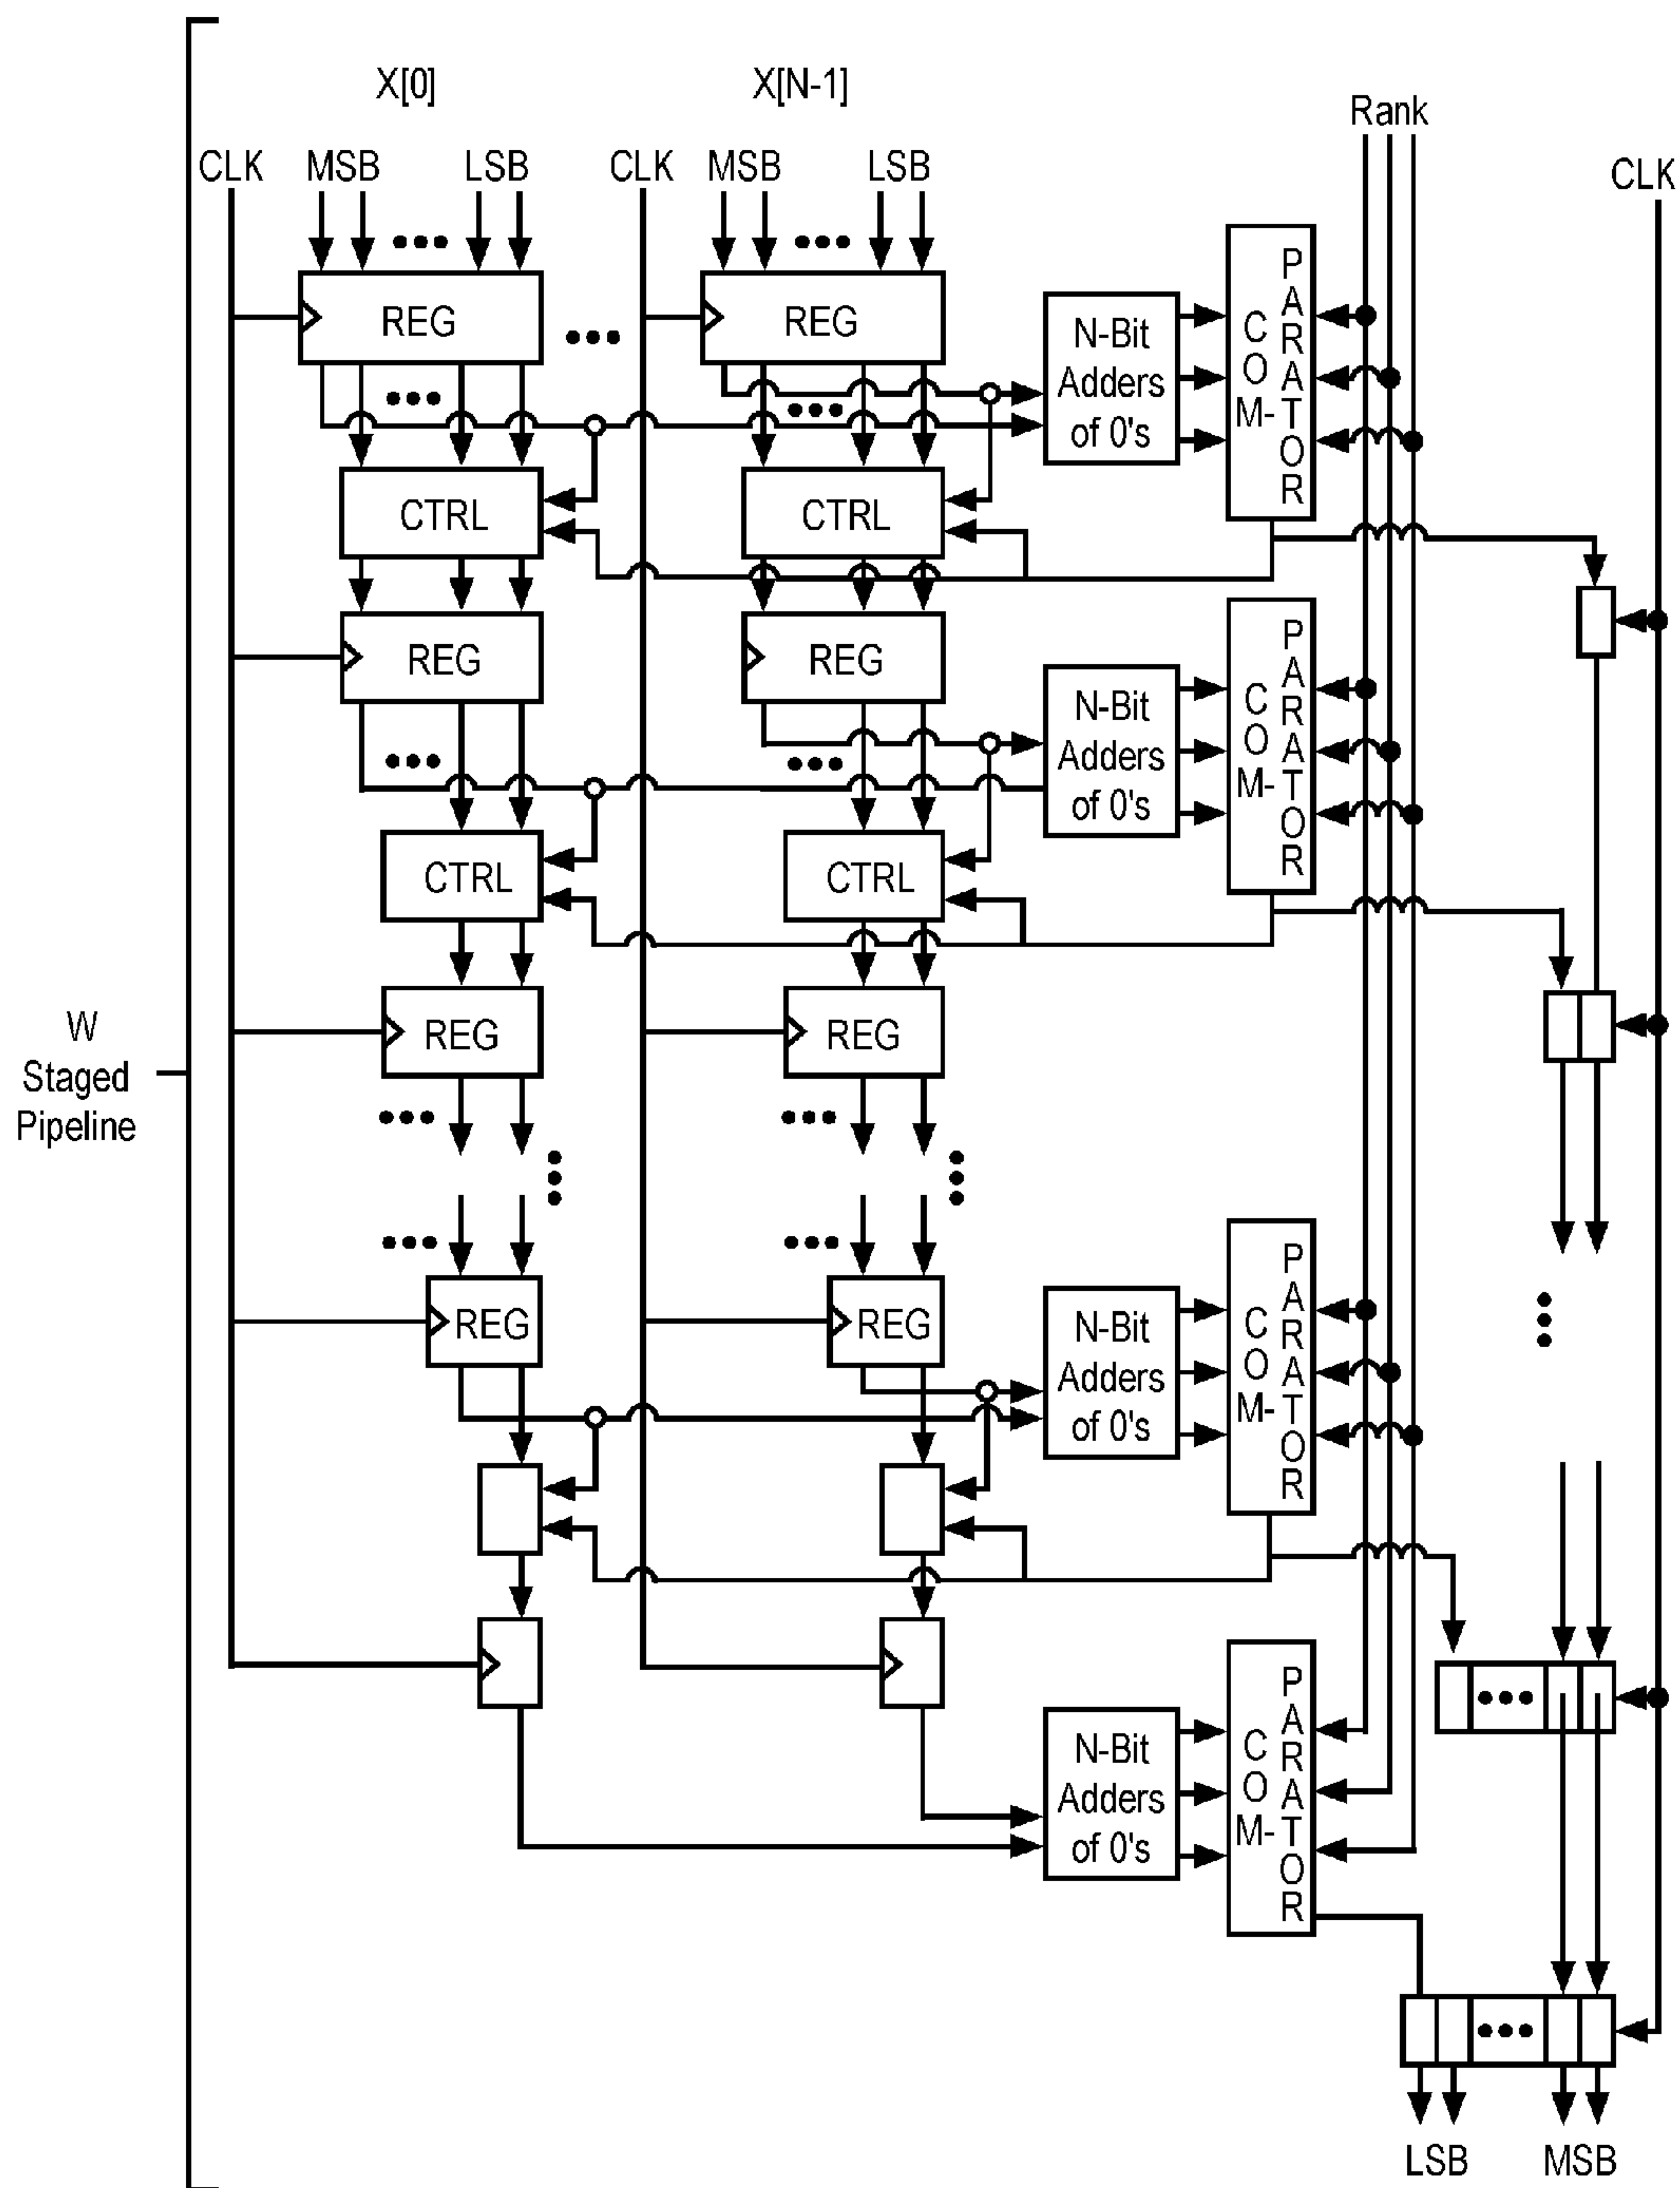 X[0]
X[N-1]
Rank
CLK
MSB
LSB
CLK
MSB
LSB
CLK
REG
REG
N-Bit
Adders
of 0's
COM-
PARATOR
CTRL
CTRL
REG
REG
N-Bit
Adders
of 0's
COM-
PARATOR
CTRL
CTRL
REG
REG
W
Staged
Pipeline
REG
REG
N-Bit
Adders
of 0's
COM-
PARATOR
N-Bit
Adders
of 0's
COM-
PARATOR
LSB
MSB